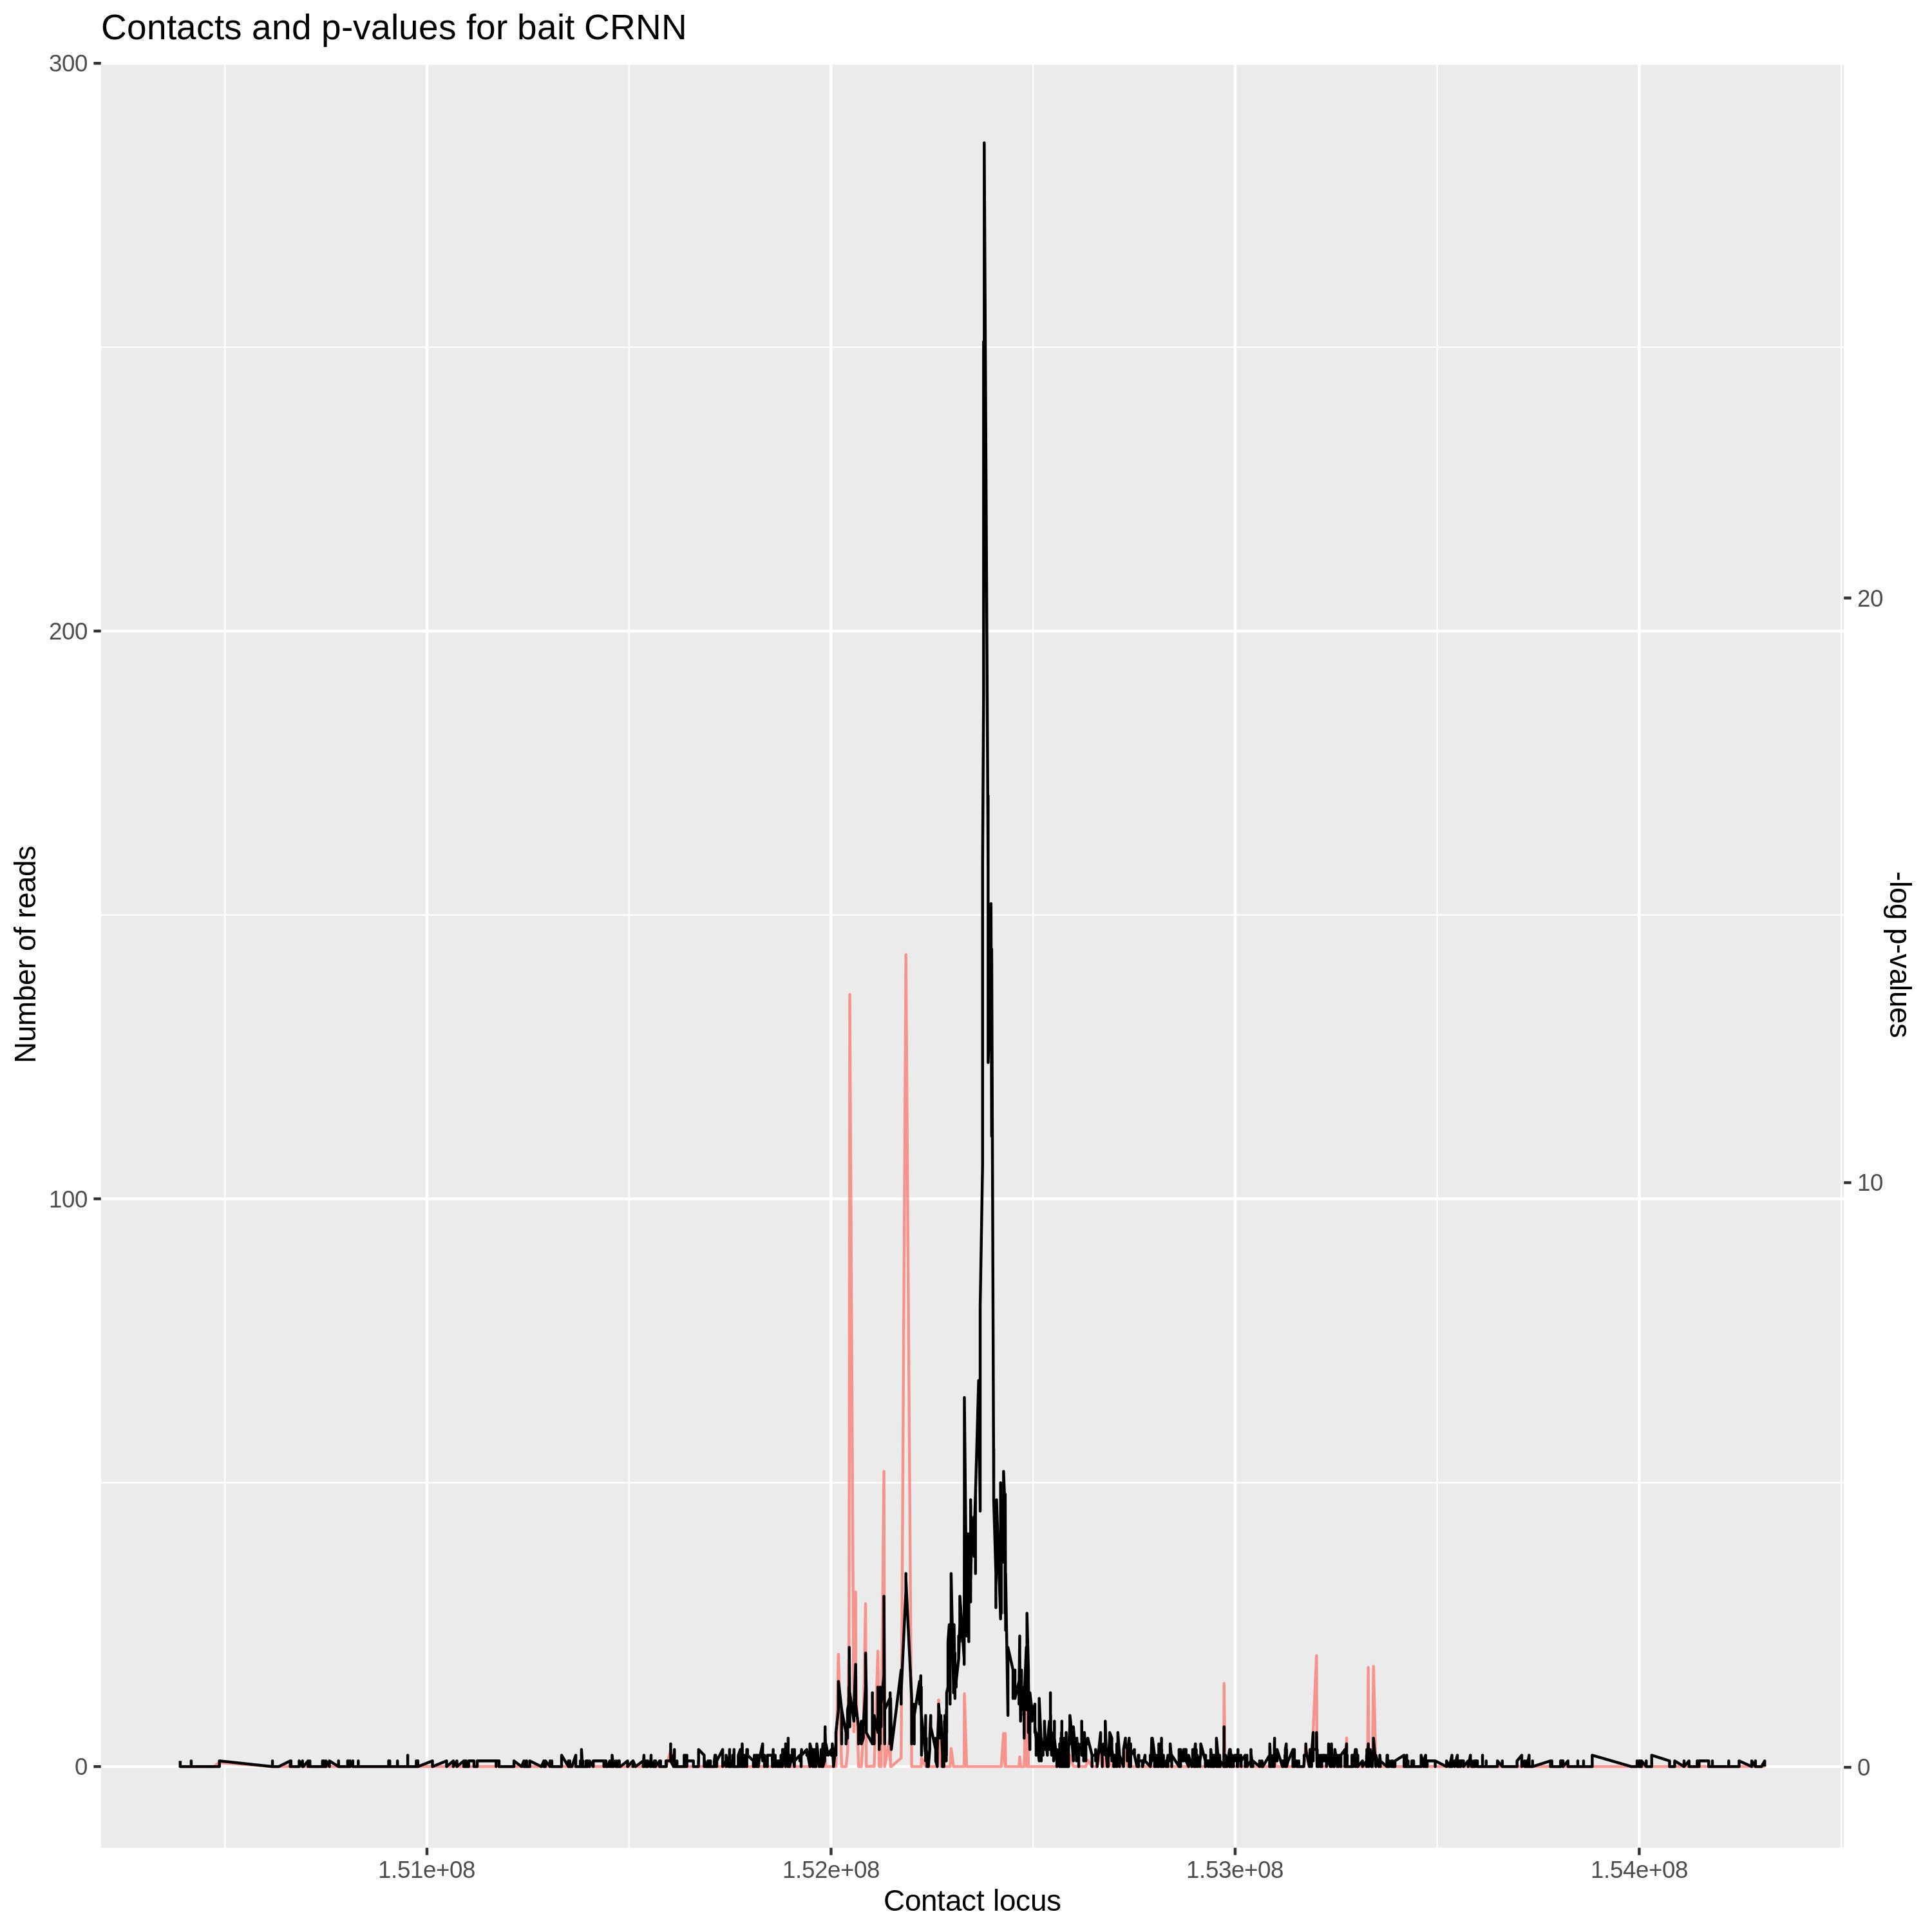 Contacts and p-values for bait CRNN
300
200
100
0
Number of reads
20
10
0
-log p-values
1.51e+08
1.52e+08
1.53e+08
1.54e+08
Contact locus